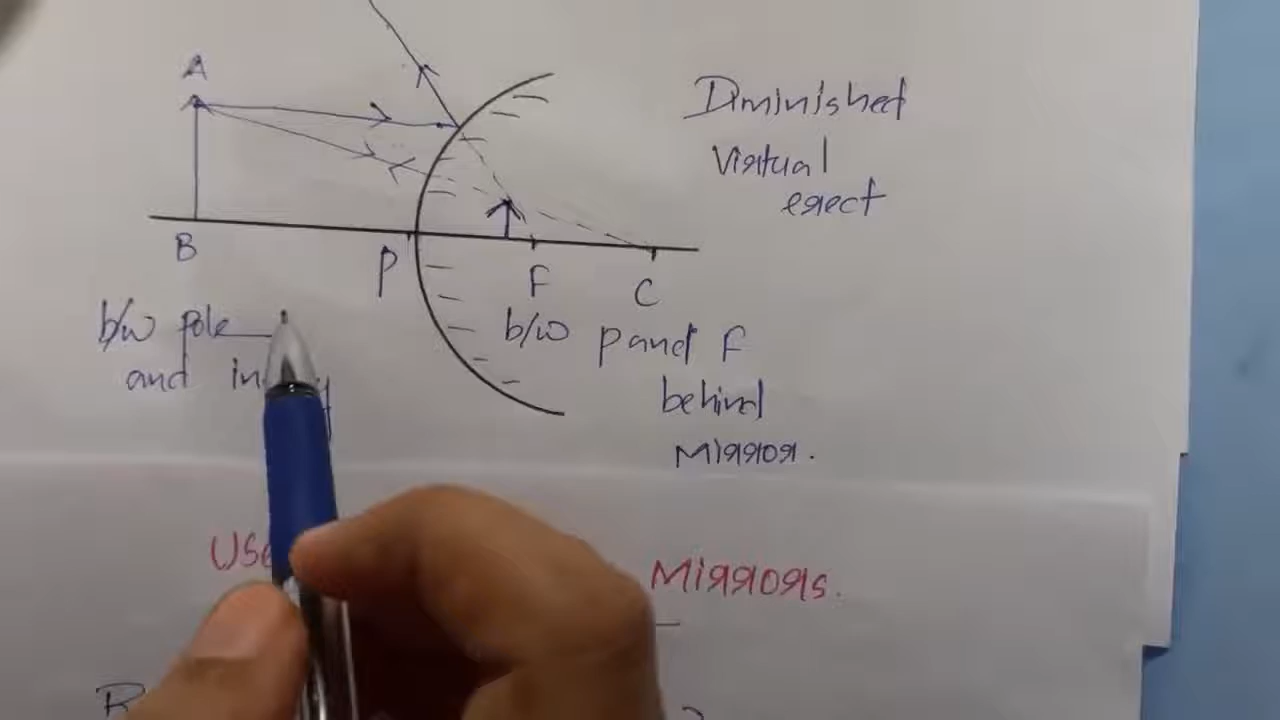 A
Diminished
Virtual
erect
B
P
F
C
b/w pole
and
b/w P and F
behind
Mirror.
Mirrors.